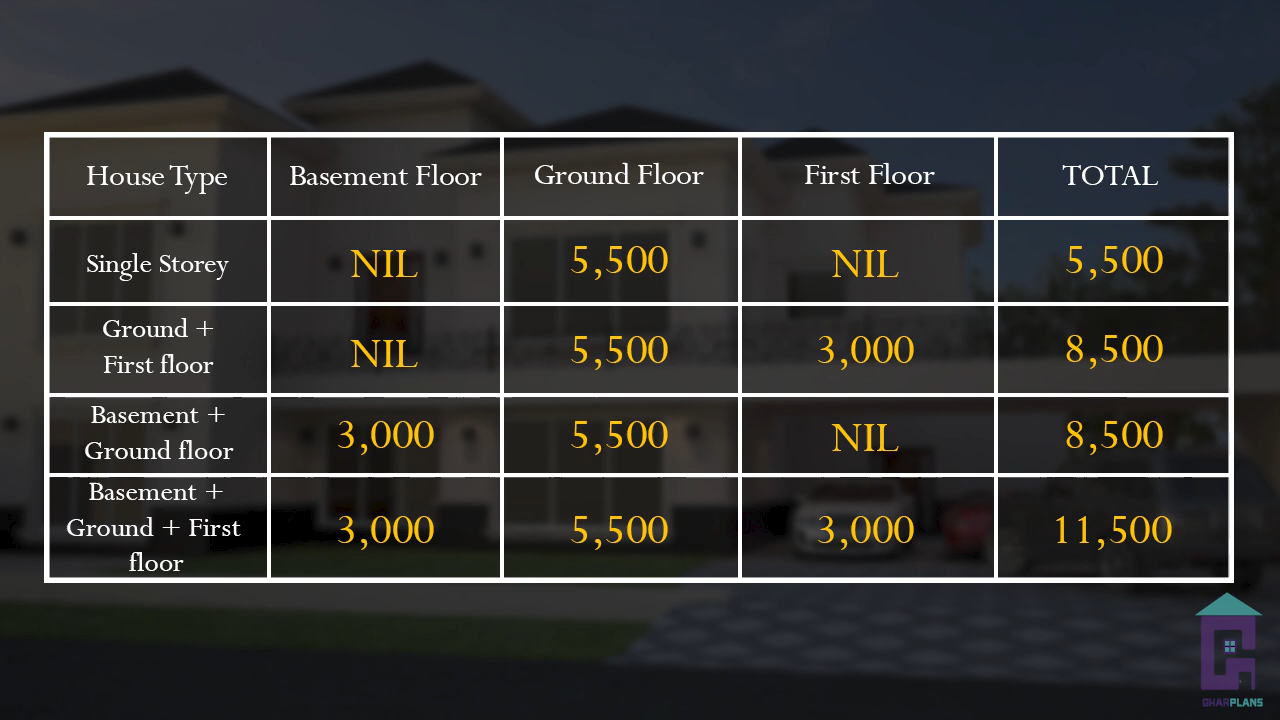 House Type Basement Floor Ground Floor First Floor TOTAL
Single Storey NIL 5,500 NIL 5,500
Ground +
First floor NIL 5,500 3,000 8,500
Basement +
Ground floor 3,000 5,500 NIL 8,500
Basement +
Ground + First
floor 3,000 5,500 3,000 11,500
GHARPLANS